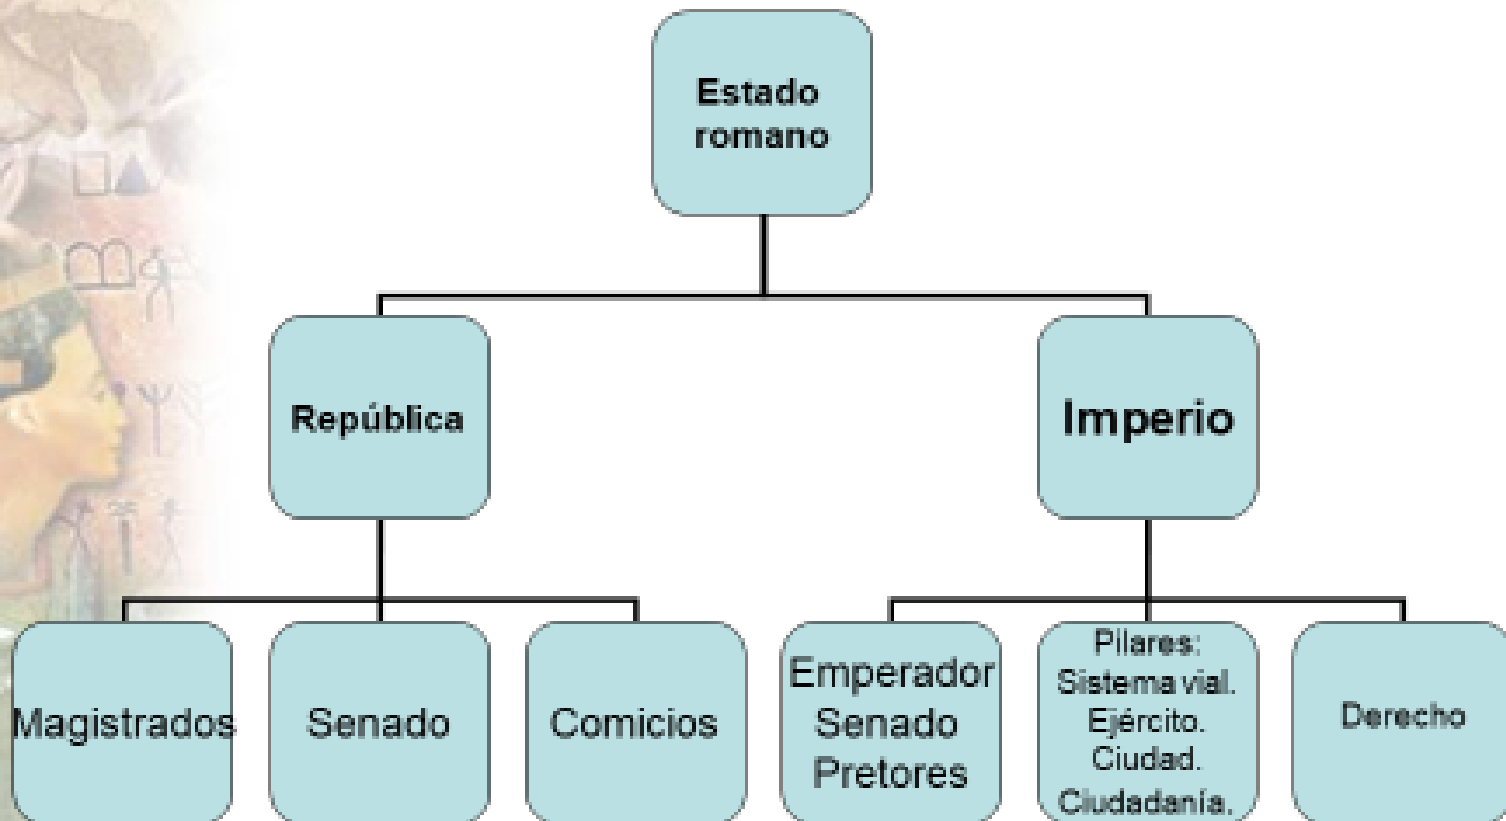 Estado
romano
República
Imperio
Magistrados
Senado
Comicios
Emperador
Senado
Pretores
Pilares:
Sistema vial.
Ejército.
Ciudad.
Ciudadanía.
Derecho